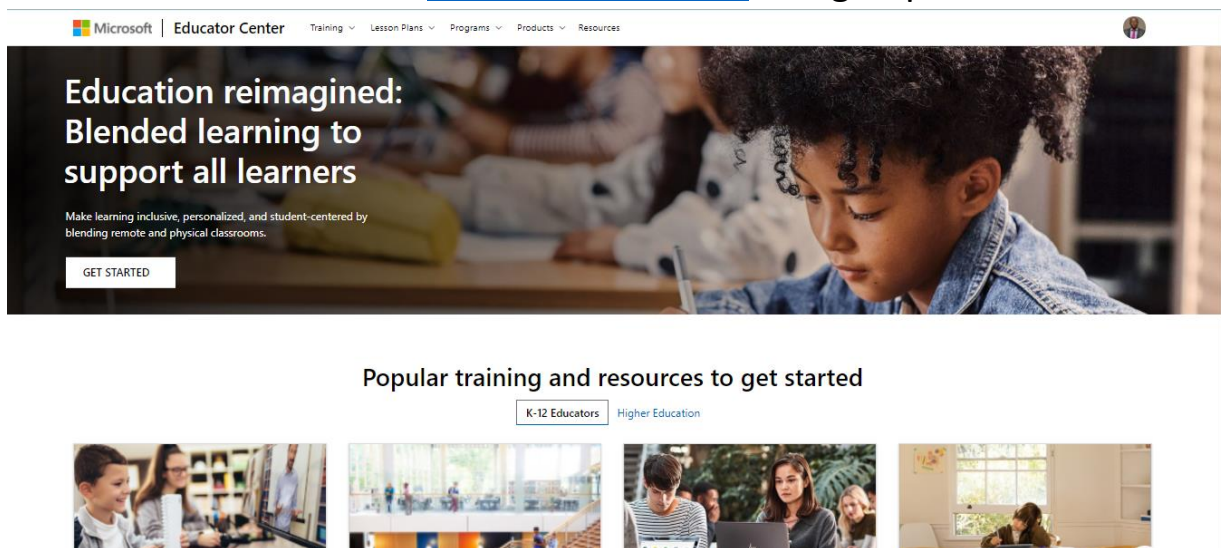 Microsoft | Educator Center Training Lesson Plans Programs Products Resources
Education reimagined:
Blended learning to
support all learners
Make learning inclusive, personalized, and student-centered by
blending remote and physical classrooms.
GET STARTED
Popular training and resources to get started
K-12 Educators Higher Education